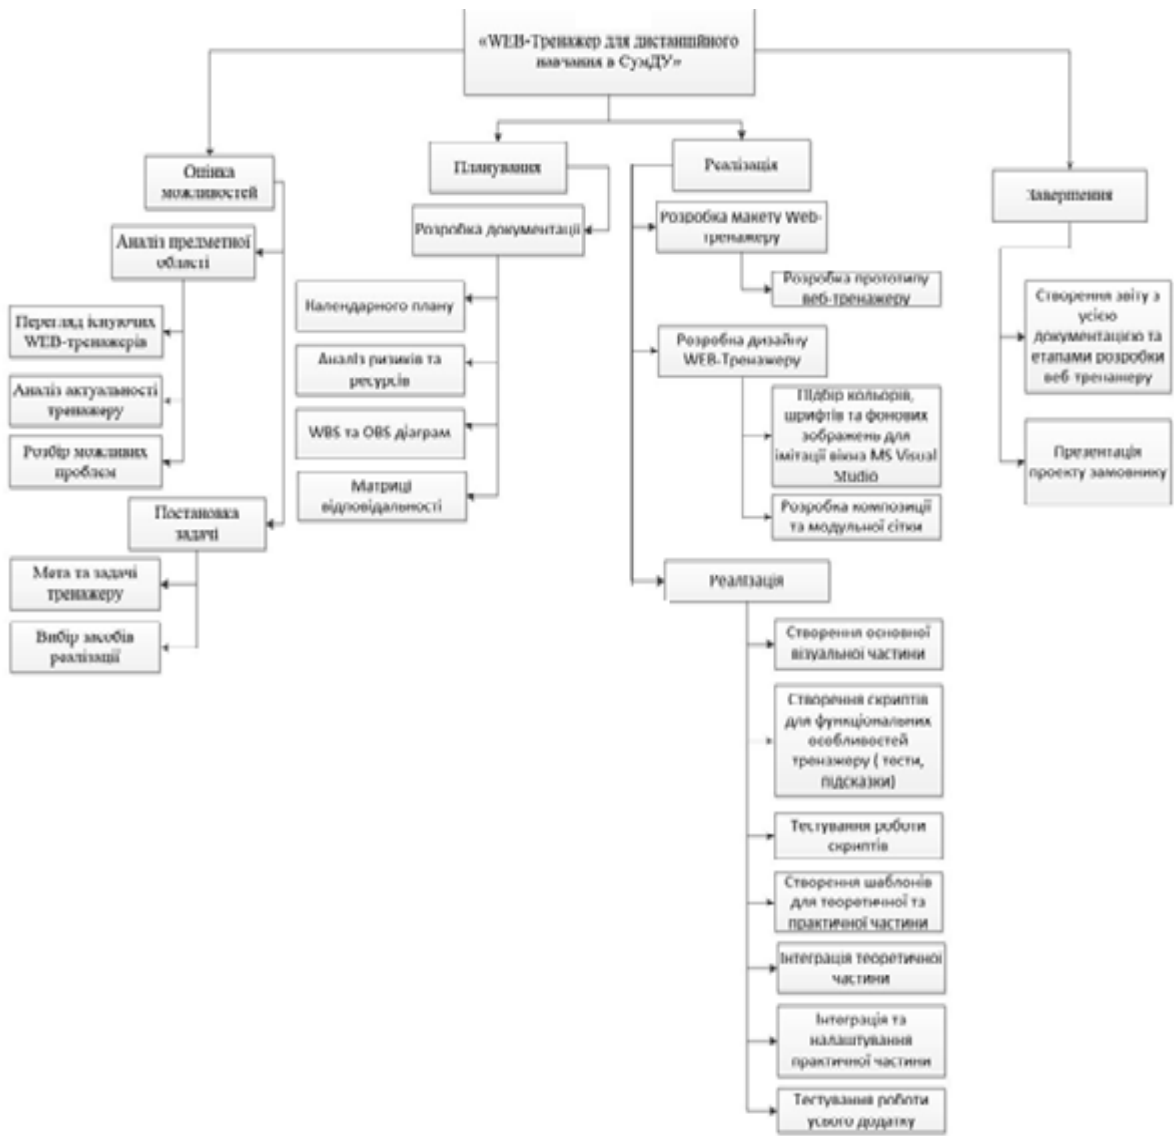 «WEB-Тренажер для дистанційного
навчання в СумДУ»
Оцінка
можливостей
Аналіз предметної
області
Перегляд існуючих
WEB-тренажерів
Аналіз актуальності
тренажеру
Розбір можливих
проблем
Постановка
задачі
Мета та задачі
тренажеру
Вибір засобів
реалізації
Планування
Розробка документації
Календарного плану
Аналіз ризиків та
ресурсів
WBS та OBS діаграм
Матриці
відповідальності
Реалізація
Розробка макету Web-
тренажеру
Розробка прототипу
веб-тренажеру
Розробка дизайну
WEB-Тренажеру
Підбір кольорів,
шрифтів та фонових
зображень для
імітації вікна MS Visual
Studio
Розробка композиції
та модульної сітки
Реалізація
Створення основної
візуальної частини
Створення скриптів
для функціональних
особливостей
тренажеру ( тести,
підсказки)
Тестування роботи
скриптів
Створення шаблонів
для теоретичної та
практичної частини
Інтеграція теоретичної
частини
Інтеграція та
налаштування
практичної частини
Тестування роботи
усього додатку
Завершення
Створення звіту з
усією
документацією та
етапами розробки
веб тренажеру
Презентація
проекту замовнику